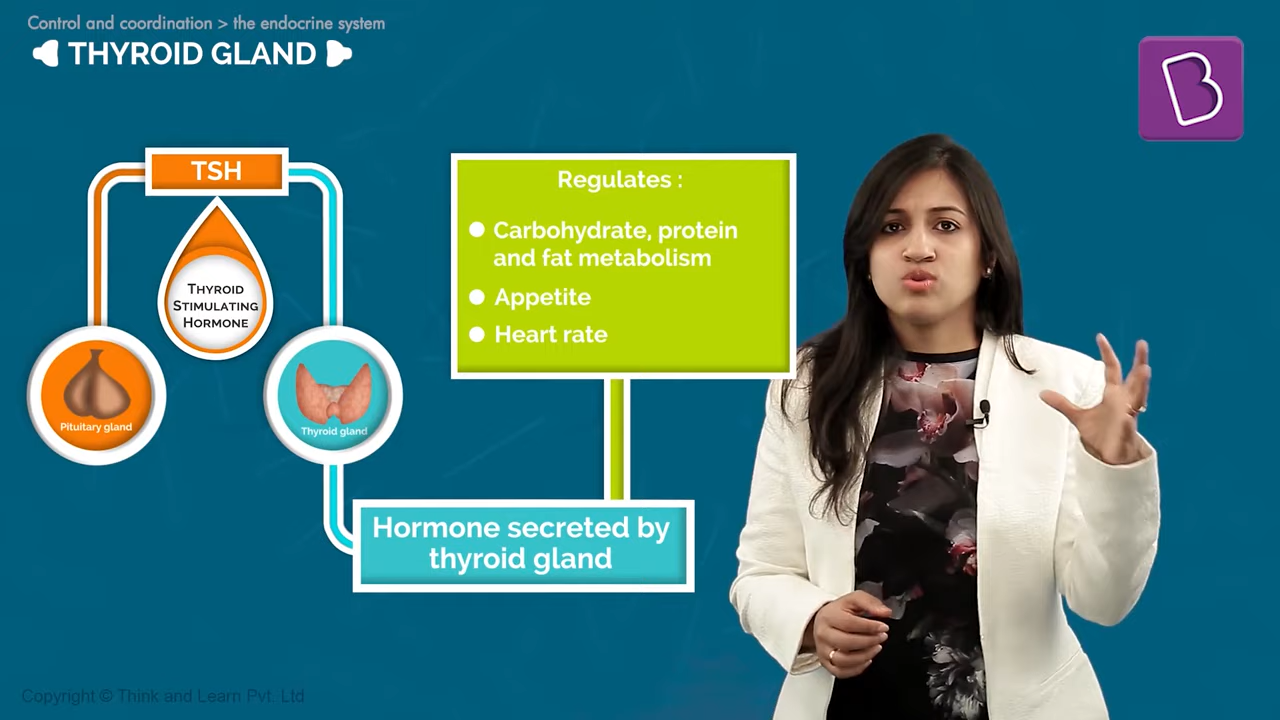 Control and coordination > the endocrine system
THYROID GLAND
TSH
THYROID
STIMULATING
HORMONE
Pituitary gland
Thyroid gland
Regulates :
Carbohydrate, protein
and fat metabolism
Appetite
Heart rate
Hormone secreted by
thyroid gland
B
Copyright © Think and Learn Pvt. Ltd